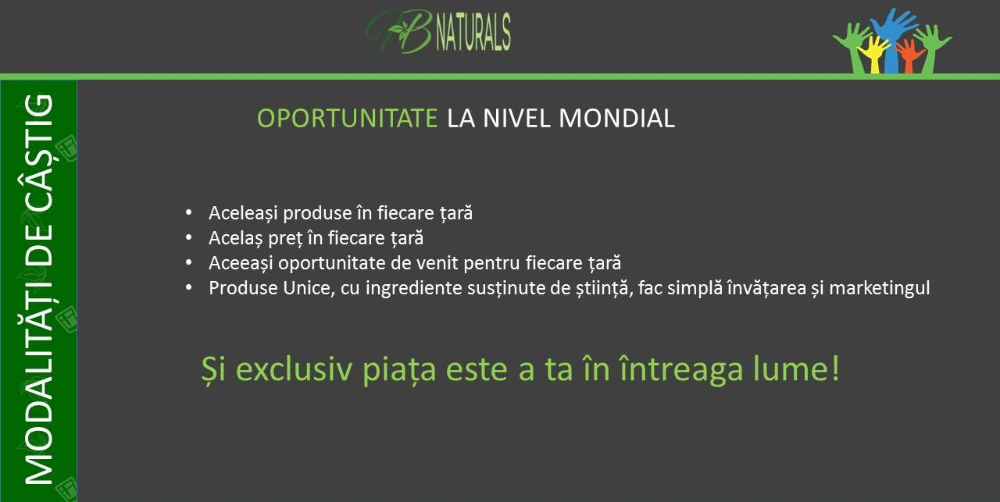 HB NATURALS
MODALITĂȚI DE CÂȘTIG
OPORTUNITATE LA NIVEL MONDIAL
• Aceleași produse în fiecare țară
• Acelaș preț în fiecare țară
• Aceeași oportunitate de venit pentru fiecare țară
• Produse Unice, cu ingrediente susținute de știință, fac simplă învățarea și marketingul
Și exclusiv piața este a ta în întreaga lume!